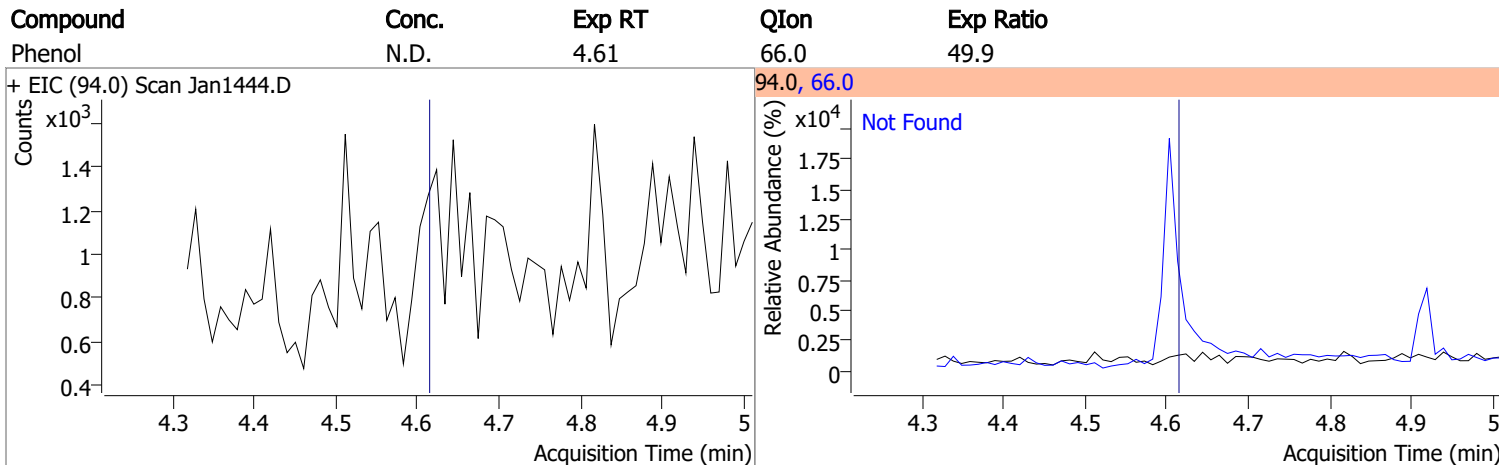 Compound Conc. Exp RT QIon Exp Ratio
Phenol N.D. 4.61 66.0 49.9
+ EIC (94.0) Scan Jan1444.D
Counts
x10³
1.4
1.2
1
0.8
0.6
0.4
4.3 4.4 4.5 4.6 4.7 4.8 4.9 5
Acquisition Time (min)
94.0, 66.0
Relative Abundance (%)
x10⁴
Not Found
1.75
1.5
1.25
1
0.75
0.5
0.25
0
4.3 4.4 4.5 4.6 4.7 4.8 4.9 5
Acquisition Time (min)